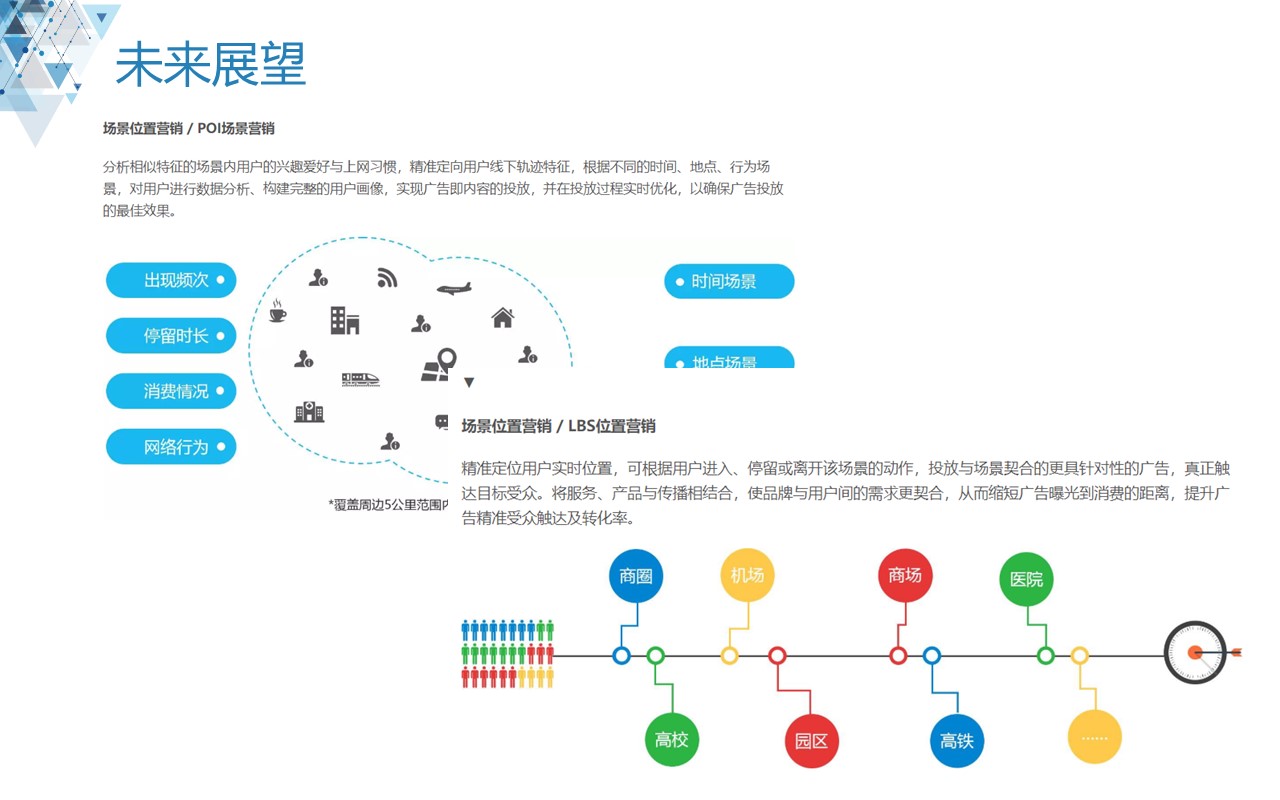 未来展望
场景位置营销 / POI场景营销
分析相似特征的场景内用户的兴趣爱好与上网习惯，精准定向用户线下轨迹特征，根据不同的时间、地点、行为场
景，对用户进行数据分析、构建完整的用户画像，实现广告即内容的投放，并在投放过程实时优化，以确保广告投放
的最佳效果。
出现频次
停留时长
消费情况
网络行为
时间场景
地点场景
*覆盖周边5公里范围
场景位置营销 / LBS位置营销
精准定位用户实时位置，可根据用户进入、停留或离开该场景的动作，投放与场景契合的更具针对性的广告，真正触
达目标受众。将服务、产品与传播相结合，使品牌与用户间的需求更契合，从而缩短广告曝光到消费的距离，提升广
告精准受众触达及转化率。
商圈
机场
商场
医院
高校
园区
高铁
……